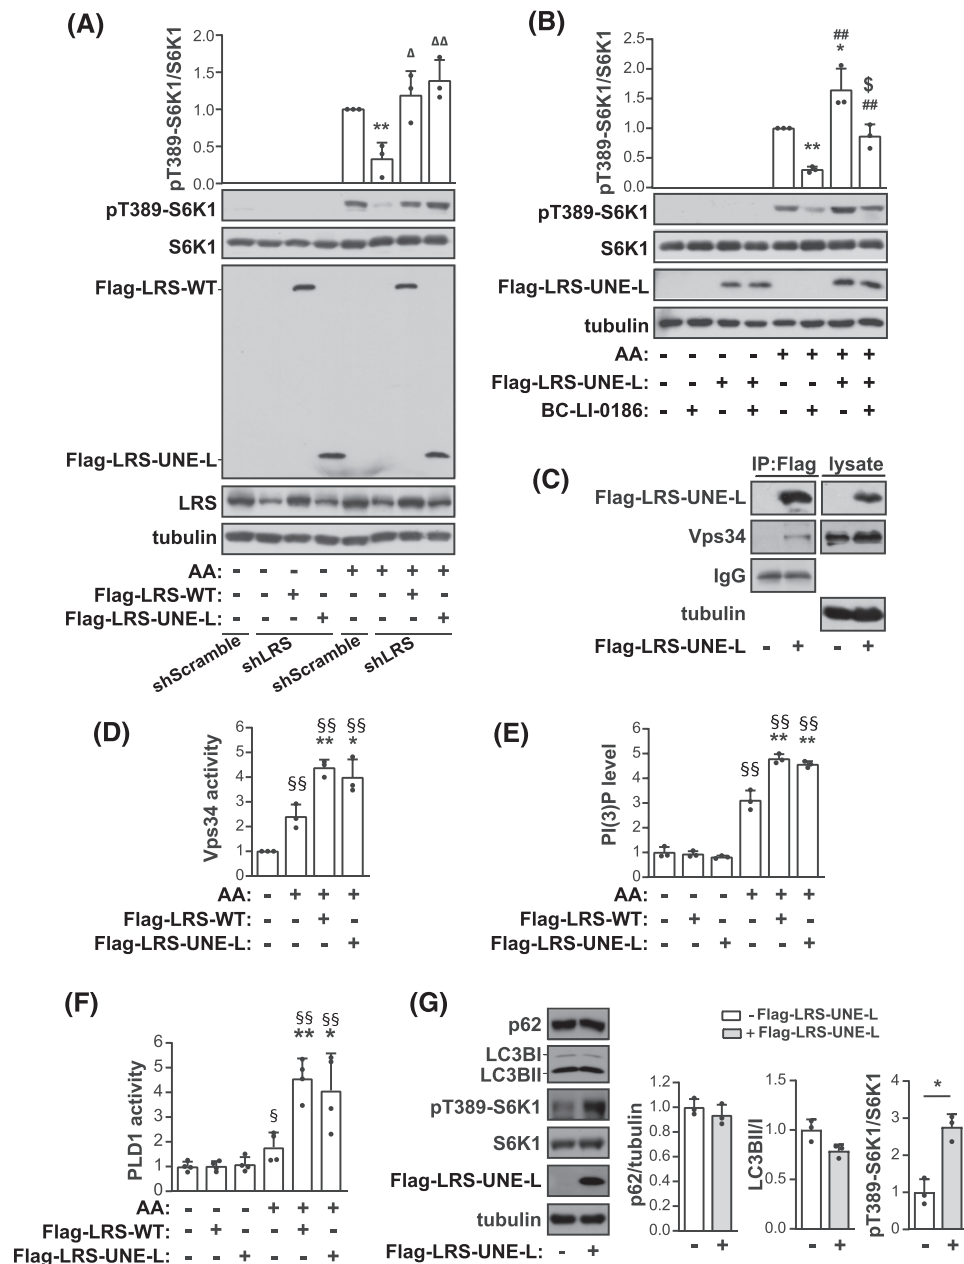 (A)
pT389-S6K1/S6K1
2.0
1.5
1.0
0.5
0.0
**
Δ
ΔΔ
pT389-S6K1
S6K1
Flag-LRS-WT
Flag-LRS-UNE-L
LRS
tubulin
AA: - - - - + + + +
Flag-LRS-WT: - - + - - - + -
Flag-LRS-UNE-L: - - - + - - - +
shScramble shLRS shScramble shLRS
(B)
pT389-S6K1/S6K1
2.5
2.0
1.5
1.0
0.5
0.0
**
##
*
$
##
pT389-S6K1
S6K1
Flag-LRS-UNE-L
tubulin
AA: - - - - + + + +
Flag-LRS-UNE-L: - - + + - - + +
BC-LI-0186: - + - + - + - +
(C)
IP:Flag lysate
Flag-LRS-UNE-L
Vps34
IgG
tubulin
Flag-LRS-UNE-L: - + - +
(D)
Vps34 activity
6
5
4
3
2
1
0
§§
§§
**
§§
*
AA: - + + +
Flag-LRS-WT: - - + -
Flag-LRS-UNE-L: - - - +
(E)
PI(3)P level
6
5
4
3
2
1
0
§§
§§
**
§§
**
AA: - - - + + +
Flag-LRS-WT: - + - - + -
Flag-LRS-UNE-L: - - + - - +
(F)
PLD1 activity
6
5
4
3
2
1
0
§
§§
**
§§
*
AA: - - - + + +
Flag-LRS-WT: - + - - + -
Flag-LRS-UNE-L: - - + - - +
(G)
p62
LC3BI
LC3BII
pT389-S6K1
S6K1
Flag-LRS-UNE-L
tubulin
Flag-LRS-UNE-L: - +
- Flag-LRS-UNE-L
+ Flag-LRS-UNE-L
p62/tubulin
1.2
1.0
0.8
0.6
0.4
0.2
0.0
- +
LC3BII/I
1.5
1.0
0.5
0.0
- +
pT389-S6K1/S6K1
4
3
2
1
0
*
- +